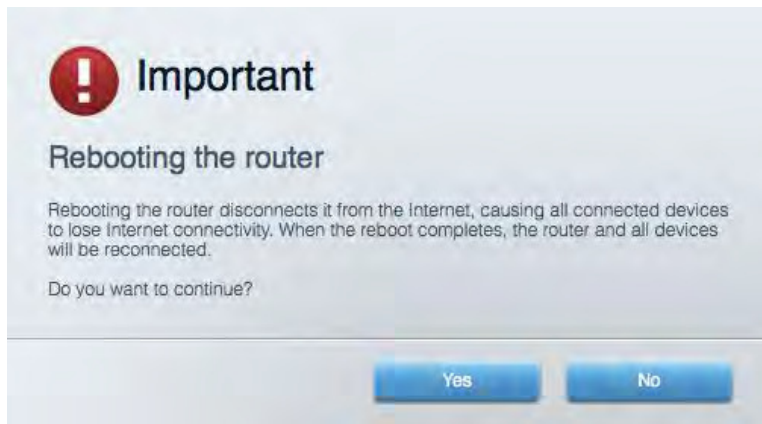 Important
Rebooting the router
Rebooting the router disconnects it from the Internet, causing all connected devices
to lose Internet connectivity. When the reboot completes, the router and all devices
will be reconnected.
Do you want to continue?
Yes
No